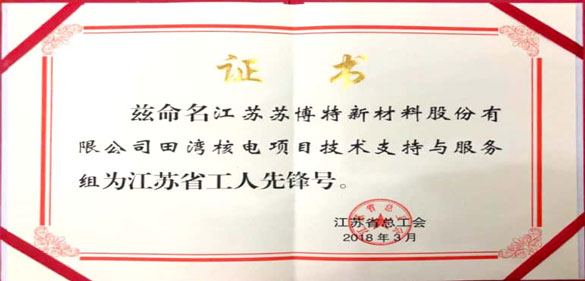 证书
兹命名江苏苏博特新材料股份有
限公司田湾核电项目技术支持与服务
组为江苏省工人先锋号。
江苏省总工会
2018年3月